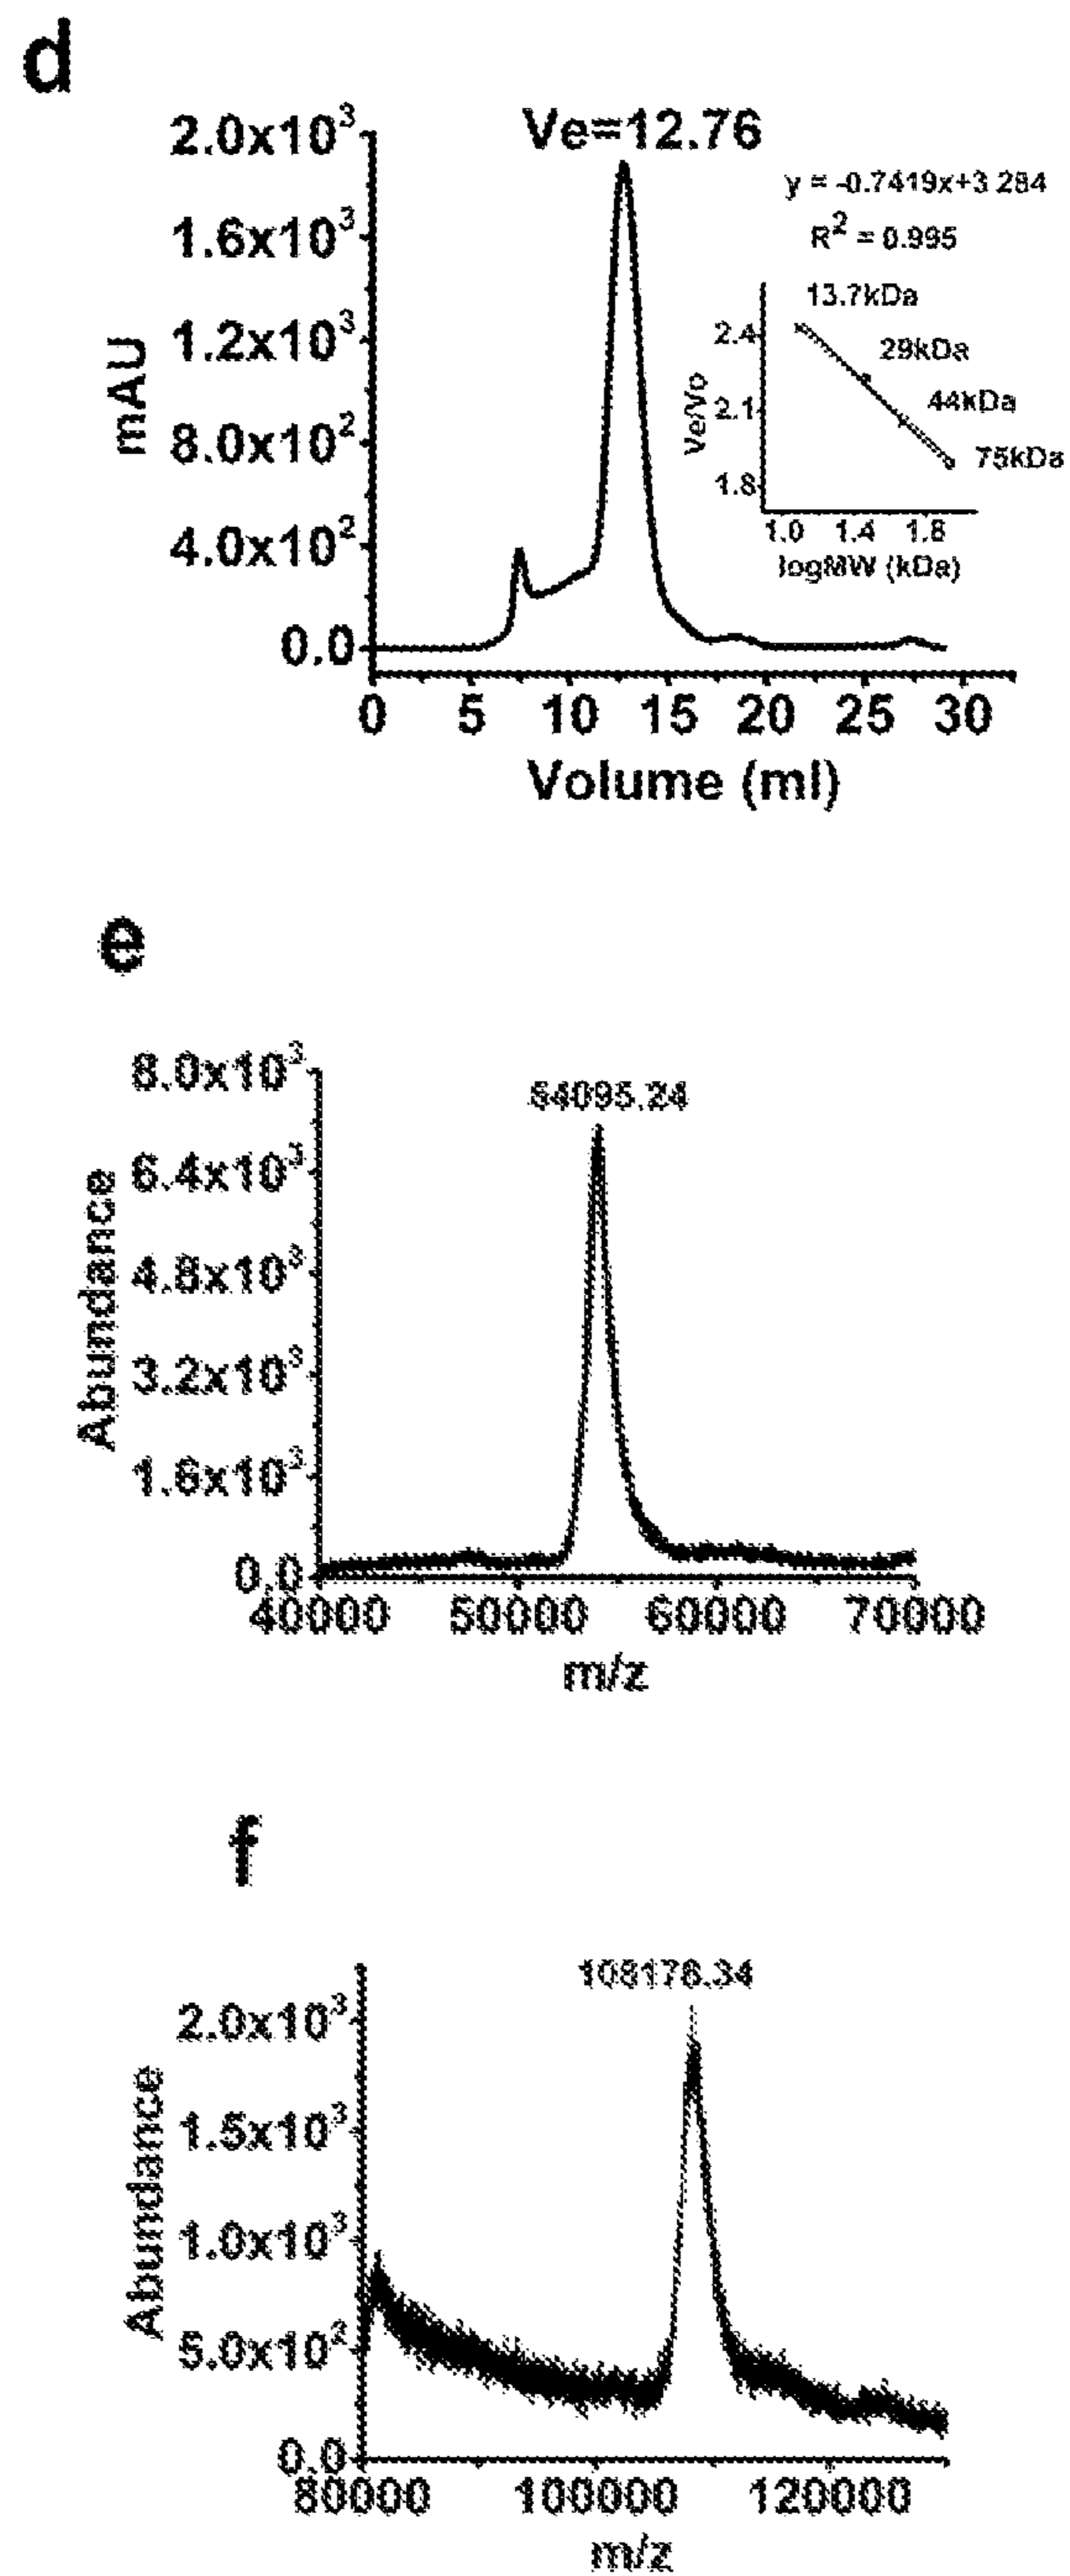 d
2.0x10³
Ve=12.76
y = -0.7419x+3.284
R² = 0.995
1.6x10³
1.2x10³
8.0x10²
4.0x10²
0.0
mAU
13.7kDa
29kDa
44kDa
75kDa
2.4
2.1
1.8
Ve/Vo
1.0 1.4 1.8
logMW (kDa)
0 5 10 15 20 25 30
Volume (ml)
e
8.0x10³
54095.24
6.4x10³
4.8x10³
3.2x10³
1.6x10³
0.0
Abundance
40000 50000 60000 70000
m/z
f
108176.34
2.0x10³
1.5x10³
1.0x10³
5.0x10²
0.0
Abundance
80000 100000 120000
m/z